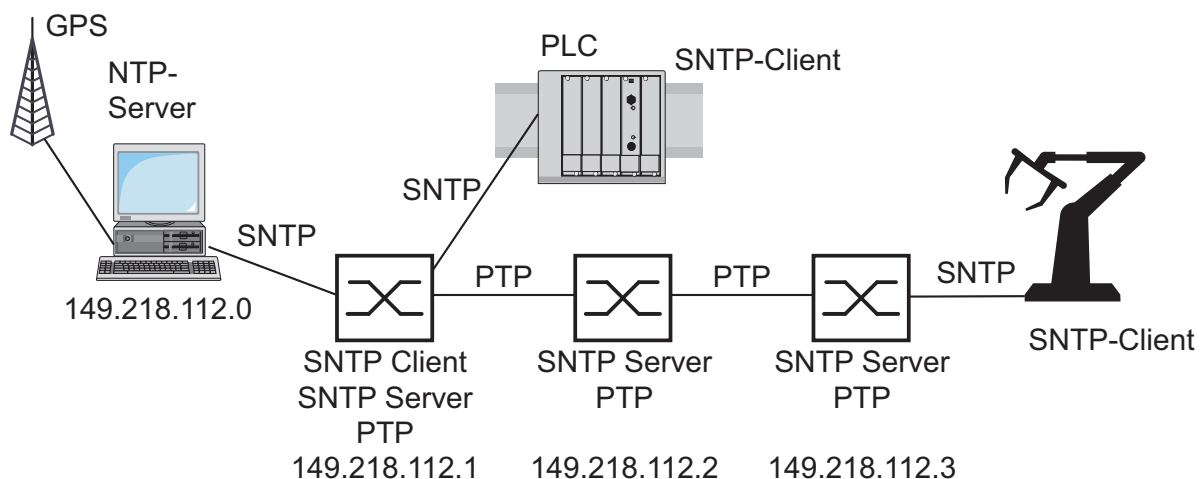 GPS
NTP-
Server
PLC
SNTP-Client
SNTP
SNTP
PTP
PTP
SNTP
149.218.112.0
SNTP-Client
SNTP Client
SNTP Server
PTP
149.218.112.1
SNTP Server
PTP
149.218.112.2
SNTP Server
PTP
149.218.112.3